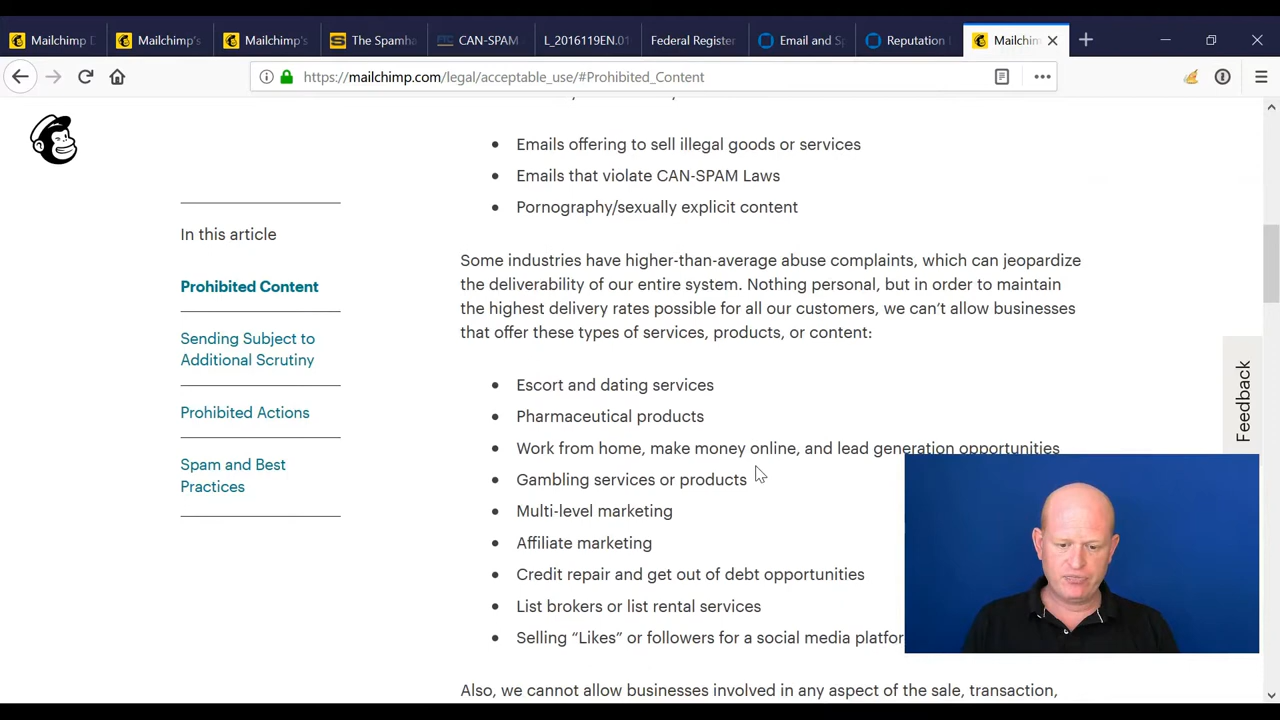 Mailchimp
Mailchimp's
Mailchimp's
The Spamha
CAN-SPAM
L_2016119EN.01
Federal Register
Email and Sp
Reputation
Mailchim
https://mailchimp.com/legal/acceptable_use/#Prohibited_Content
Emails offering to sell illegal goods or services
Emails that violate CAN-SPAM Laws
Pornography/sexually explicit content
In this article
Prohibited Content
Sending Subject to
Additional Scrutiny
Prohibited Actions
Spam and Best
Practices
Some industries have higher-than-average abuse complaints, which can jeopardize
the deliverability of our entire system. Nothing personal, but in order to maintain
the highest delivery rates possible for all our customers, we can't allow businesses
that offer these types of services, products, or content:
Escort and dating services
Pharmaceutical products
Work from home, make money online, and lead generation opportunities
Gambling services or products
Multi-level marketing
Affiliate marketing
Credit repair and get out of debt opportunities
List brokers or list rental services
Selling “Likes” or followers for a social media platfor
Also, we cannot allow businesses involved in any aspect of the sale, transaction,
Feedback